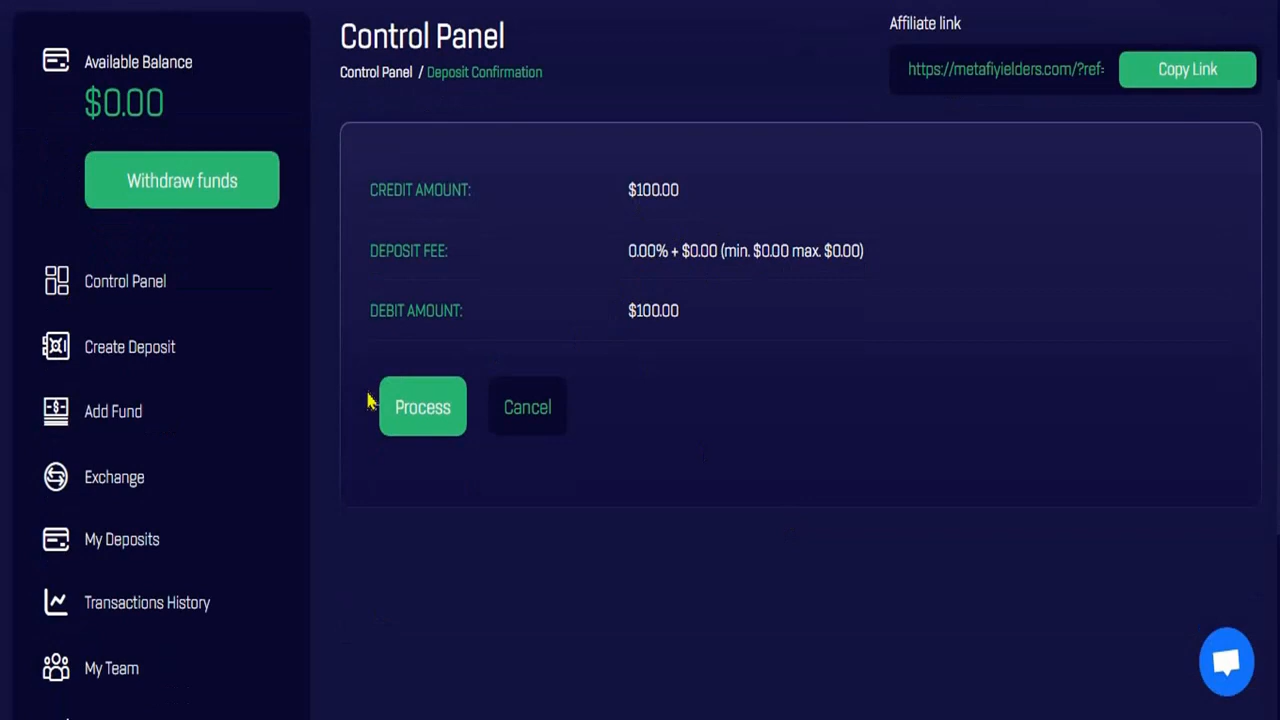 Available Balance
$0.00
Withdraw funds
Control Panel
Create Deposit
Add Fund
Exchange
My Deposits
Transactions History
My Team
Control Panel
Control Panel / Deposit Confirmation
Affiliate link
https://metafiyielders.com/?ref=
Copy Link
CREDIT AMOUNT: $100.00
DEPOSIT FEE: 0.00% + $0.00 (min. $0.00 max. $0.00)
DEBIT AMOUNT: $100.00
Process Cancel